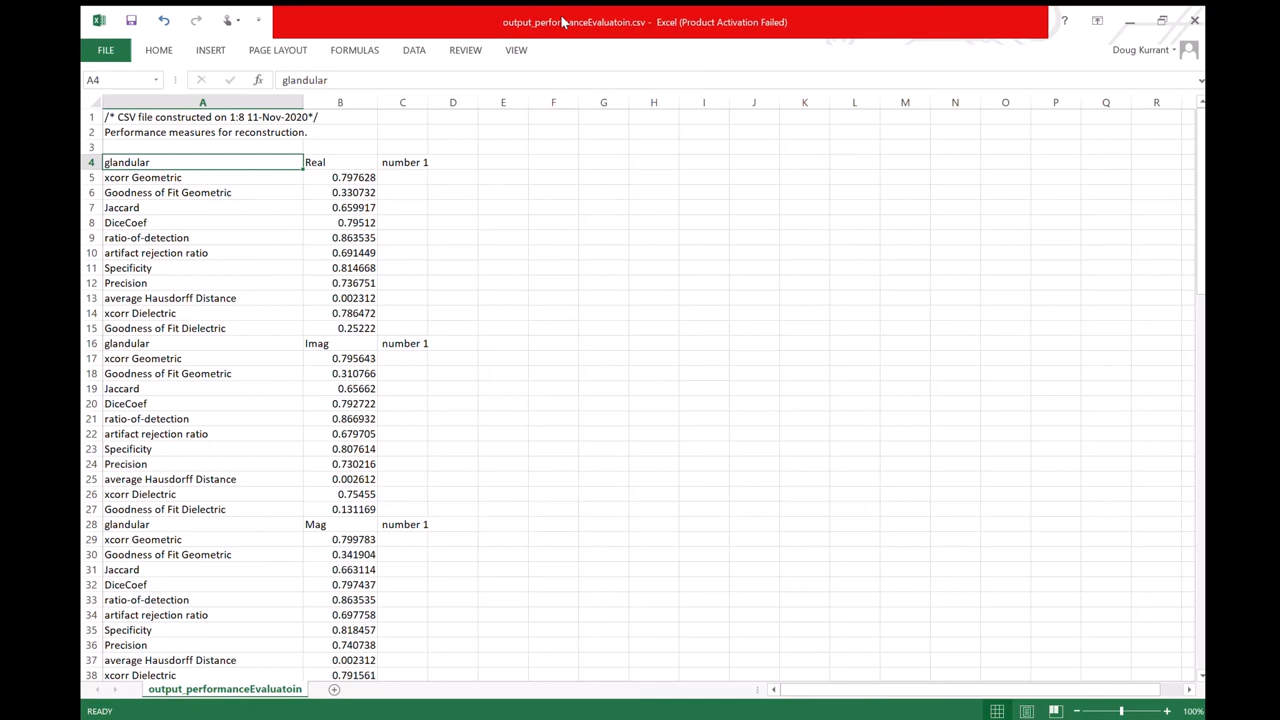 output_performanceEvaluatoin.csv - Excel (Product Activation Failed)
?
FILE HOME INSERT PAGE LAYOUT FORMULAS DATA REVIEW VIEW Doug Kurrant
A4 fx glandular
A B C D E F G H I J K L M N O P Q R
1 /* CSV file constructed on 1:8 11-Nov-2020*/
2 Performance measures for reconstruction.
3
4 glandular Real number 1
5 xcorr Geometric 0.797628
6 Goodness of Fit Geometric 0.330732
7 Jaccard 0.659917
8 DiceCoef 0.79512
9 ratio-of-detection 0.863535
10 artifact rejection ratio 0.691449
11 Specificity 0.814668
12 Precision 0.736751
13 average Hausdorff Distance 0.002312
14 xcorr Dielectric 0.786472
15 Goodness of Fit Dielectric 0.25222
16 glandular Imag number 1
17 xcorr Geometric 0.795643
18 Goodness of Fit Geometric 0.310766
19 Jaccard 0.65662
20 DiceCoef 0.792722
21 ratio-of-detection 0.866932
22 artifact rejection ratio 0.679705
23 Specificity 0.807614
24 Precision 0.730216
25 average Hausdorff Distance 0.002612
26 xcorr Dielectric 0.75455
27 Goodness of Fit Dielectric 0.131169
28 glandular Mag number 1
29 xcorr Geometric 0.799783
30 Goodness of Fit Geometric 0.341904
31 Jaccard 0.663114
32 DiceCoef 0.797437
33 ratio-of-detection 0.863535
34 artifact rejection ratio 0.697758
35 Specificity 0.818457
36 Precision 0.740738
37 average Hausdorff Distance 0.002312
38 xcorr Dielectric 0.791561
output_performanceEvaluatoin
READY 100%